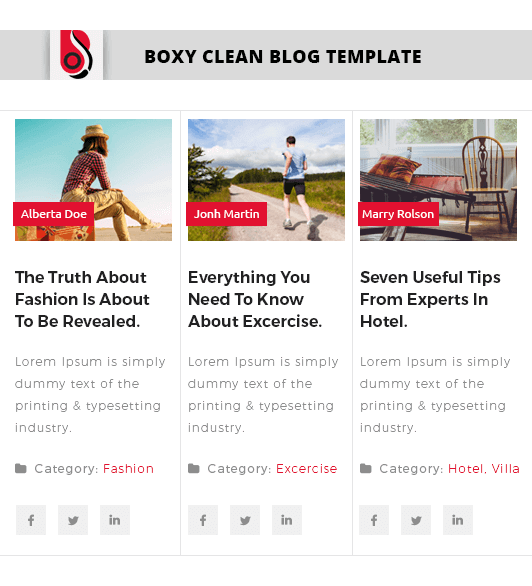 BOXY CLEAN BLOG TEMPLATE
Alberta Doe
The Truth About
Fashion Is About
To Be Revealed.
Lorem Ipsum is simply
dummy text of the
printing & typesetting
industry.
Category: Fashion
Jonh Martin
Everything You
Need To Know
About Excercise.
Lorem Ipsum is simply
dummy text of the
printing & typesetting
industry.
Category: Excercise
Marry Rolson
Seven Useful Tips
From Experts In
Hotel.
Lorem Ipsum is simply
dummy text of the
printing & typesetting
industry.
Category: Hotel, Villa